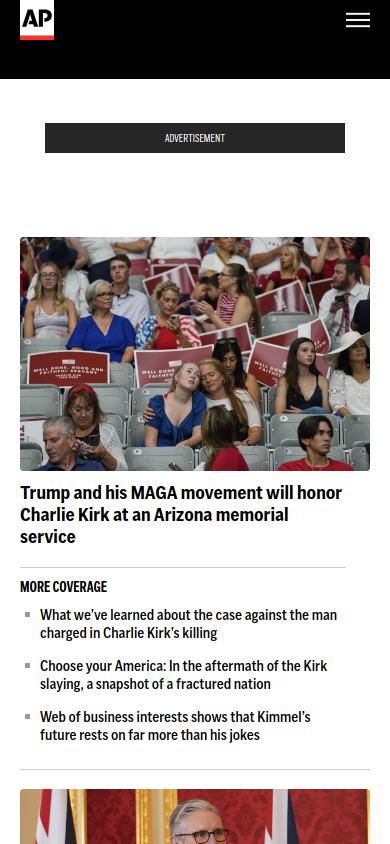 AP
ADVERTISEMENT
WELL DONE, GOOD AND
FAITHFUL SERVANT
WELL DONE,
FAITHFUL
Trump and his MAGA movement will honor
Charlie Kirk at an Arizona memorial
service
MORE COVERAGE
What we’ve learned about the case against the man
charged in Charlie Kirk’s killing
Choose your America: In the aftermath of the Kirk
slaying, a snapshot of a fractured nation
Web of business interests shows that Kimmel’s
future rests on far more than his jokes